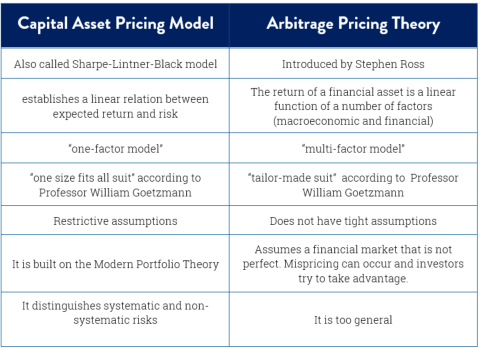 Capital Asset Pricing Model
Arbitrage Pricing Theory
Also called Sharpe-Lintner-Black model
Introduced by Stephen Ross
establishes a linear relation between
expected return and risk
The return of a financial asset is a linear
function of a number of factors
(macroeconomic and financial)
"one-factor model"
"multi-factor model"
"one size fits all suit" according to
Professor William Goetzmann
"tailor-made suit" according to Professor
William Goetzmann
Restrictive assumptions
Does not have tight assumptions
It is built on the Modern Portfolio Theory
Assumes a financial market that is not
perfect. Mispricing can occur and investors
try to take advantage.
It distinguishes systematic and non-
systematic risks
It is too general